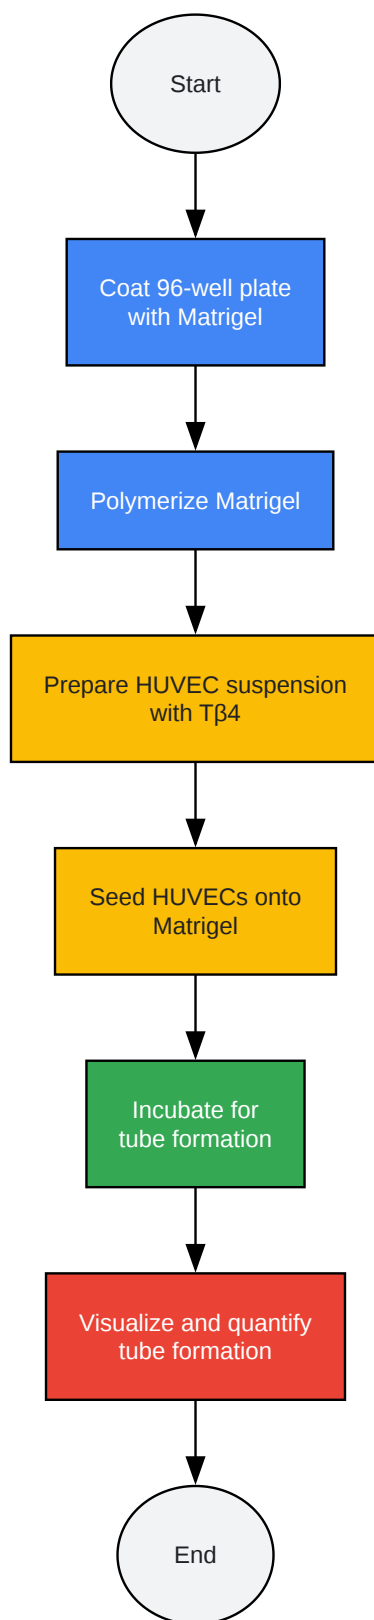 Start
Coat 96-well plate
with Matrigel
Polymerize Matrigel
Prepare HUVEC suspension
with Tβ4
Seed HUVECs onto
Matrigel
Incubate for
tube formation
Visualize and quantify
tube formation
End